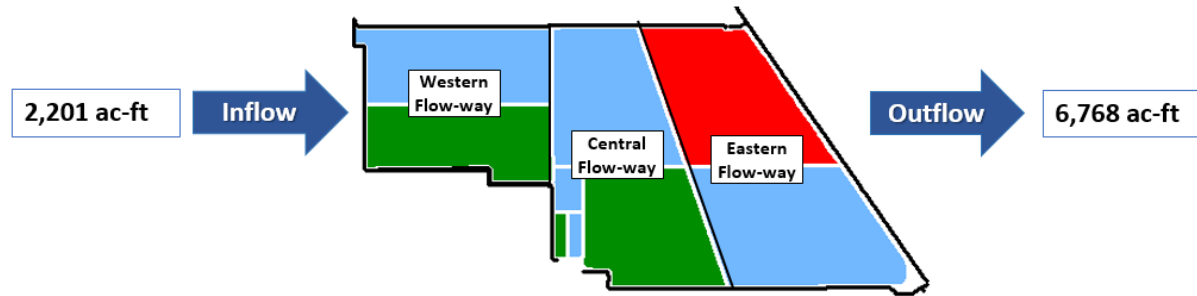 2,201 ac-ft
Inflow
Western
Flow-way
Central
Flow-way
Eastern
Flow-way
Outflow
6,768 ac-ft